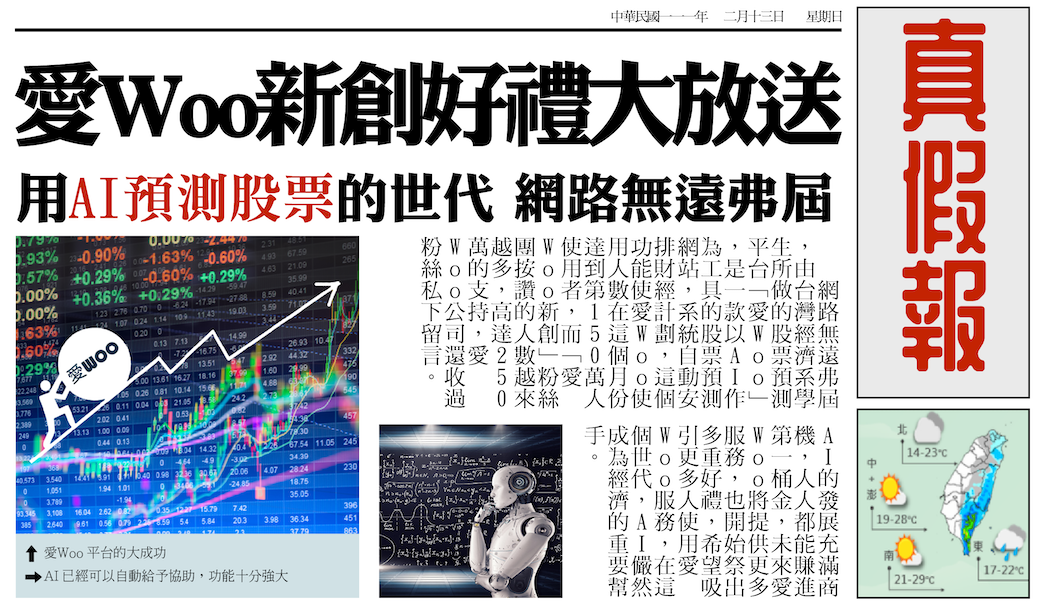 中華民國一一一年 二月十三日 星期日
真假報
愛Woo新創好禮大放送
用AI預測股票的世代 網路無遠弗屆
網路無遠弗屆
，由台灣經濟系學
生所做的股票預測
平台「愛Ｗｏｏ」
，是一款以ＡＩ作
為工具的股票預測
網站，系統自動安
排財經計劃，這個
功能使愛Ｗｏｏ使
用人數在這個月份
達到第１５０萬人
使用者，而「愛
Ｗｏｏ新創」粉絲
團按讚的人數越來
越多，高達２５０
萬的支持，愛
Ｗｏｏ公司還收過
粉絲私下留言。
ＡＩ的發展充滿商
機，人人都能賺進
第一桶金，未來愛
Ｗｏｏ將提供更多
服務，也開始祭出
多重好禮，希望吸
引更多人使用愛
Ｗｏｏ服務，在這
個世代，ＡＩ儼然
成為經濟的重要幫
手。
愛WOO
愛Woo 平台的大成功
AI 已經可以自動給予協助，功能十分強大
北
14-23℃
中+澎
19-28℃
南
21-29℃
東
17-22℃